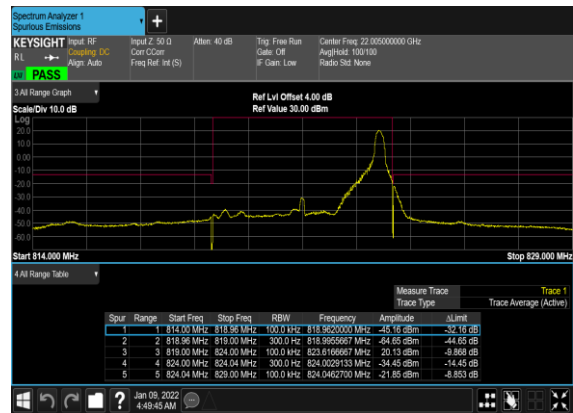 Spectrum Analyzer 1
Spurious Emissions
KEYSIGHT Input: RF Input Z: 50 Ω Atten: 40 dB Trig: Free Run Center Freq: 22.005000000 GHz
RL Coupling: DC Corr CCorr Gate: Off Avg|Hold: 100/100
Align: Auto Freq Ref: Int (S) IF Gain: Low Radio Std: None
PASS
3 All Range Graph
Ref Lvl Offset 4.00 dB
Scale/Div 10.0 dB Ref Value 30.00 dBm
Log
20.0
10.0
0.00
-10.0
-20.0
-30.0
-40.0
-50.0
-60.0
Start 814.000 MHz Stop 829.000 MHz
4 All Range Table
Measure Trace Trace 1
Trace Type Trace Average (Active)
Spur Range Start Freq Stop Freq RBW Frequency Amplitude ΔLimit
1 1 814.00 MHz 818.96 MHz 100.0 kHz 818.9620000 MHz -45.16 dBm -32.16 dB
2 2 818.96 MHz 819.00 MHz 300.0 Hz 818.9955667 MHz -64.65 dBm -44.65 dB
3 3 819.00 MHz 824.00 MHz 100.0 kHz 823.6166667 MHz 20.13 dBm -9.868 dB
4 4 824.00 MHz 824.04 MHz 300.0 Hz 824.0029133 MHz -34.45 dBm -14.45 dB
5 5 824.04 MHz 829.00 MHz 100.0 kHz 824.0462700 MHz -21.85 dBm -8.853 dB
Jan 09, 2022
4:49:45 AM